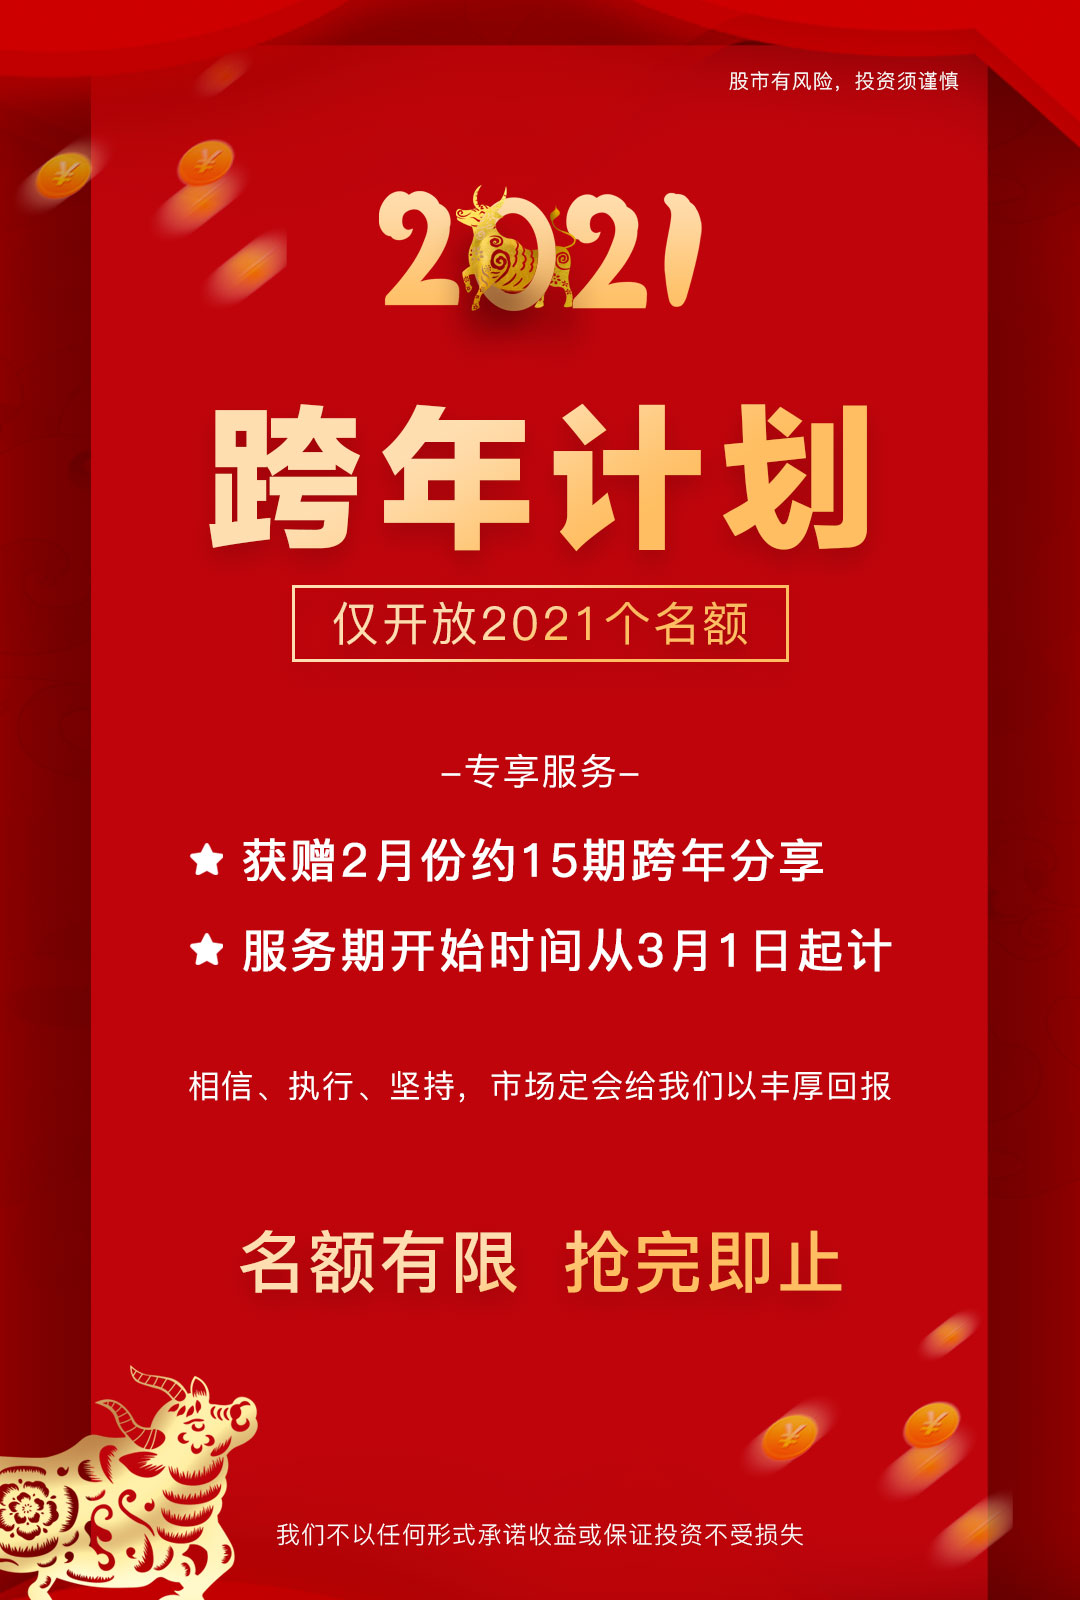 股市有风险，投资须谨慎
2021
跨年计划
仅开放2021个名额
-专享服务-
★ 获赠2月份约15期跨年分享
★ 服务期开始时间从3月1日起计
相信、执行、坚持，市场定会给我们以丰厚回报
名额有限 抢完即止
我们不以任何形式承诺收益或保证投资不受损失